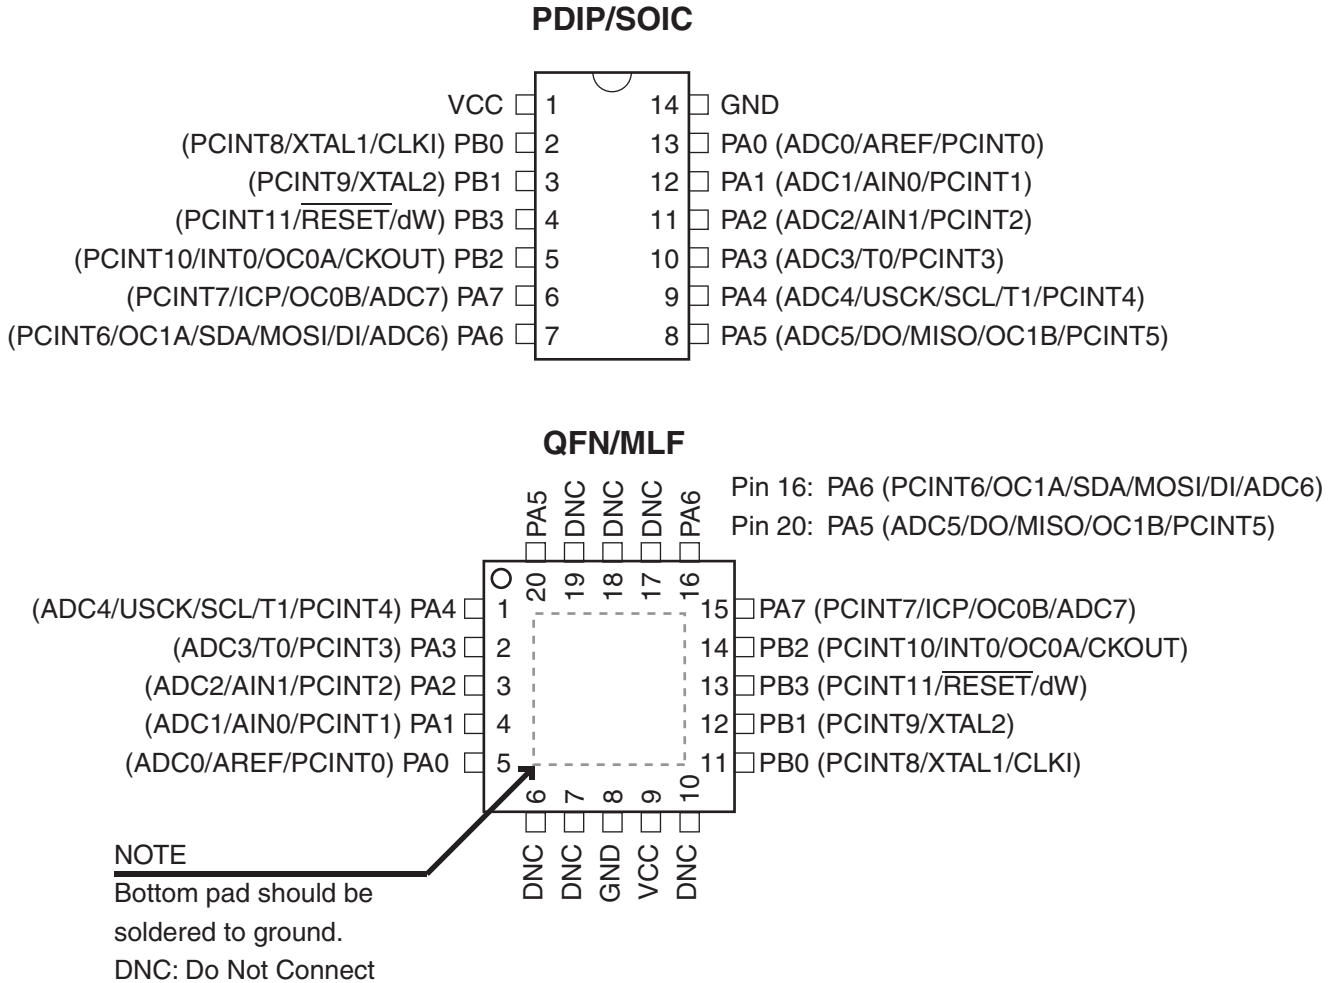 PDIP/SOIC
VCC 1 14 GND
(PCINT8/XTAL1/CLKI) PB0 2 13 PA0 (ADC0/AREF/PCINT0)
(PCINT9/XTAL2) PB1 3 12 PA1 (ADC1/AIN0/PCINT1)
(PCINT11/RESET/dW) PB3 4 11 PA2 (ADC2/AIN1/PCINT2)
(PCINT10/INT0/OC0A/CKOUT) PB2 5 10 PA3 (ADC3/T0/PCINT3)
(PCINT7/ICP/OC0B/ADC7) PA7 6 9 PA4 (ADC4/USCK/SCL/T1/PCINT4)
(PCINT6/OC1A/SDA/MOSI/DI/ADC6) PA6 7 8 PA5 (ADC5/DO/MISO/OC1B/PCINT5)
QFN/MLF
Pin 16: PA6 (PCINT6/OC1A/SDA/MOSI/DI/ADC6)
Pin 20: PA5 (ADC5/DO/MISO/OC1B/PCINT5)
PA5 DNC DNC DNC PA6
20 19 18 17 16
(ADC4/USCK/SCL/T1/PCINT4) PA4 1 15 PA7 (PCINT7/ICP/OC0B/ADC7)
(ADC3/T0/PCINT3) PA3 2 14 PB2 (PCINT10/INT0/OC0A/CKOUT)
(ADC2/AIN1/PCINT2) PA2 3 13 PB3 (PCINT11/RESET/dW)
(ADC1/AIN0/PCINT1) PA1 4 12 PB1 (PCINT9/XTAL2)
(ADC0/AREF/PCINT0) PA0 5 11 PB0 (PCINT8/XTAL1/CLKI)
6 7 8 9 10
DNC DNC GND VCC DNC
NOTE
Bottom pad should be
soldered to ground.
DNC: Do Not Connect